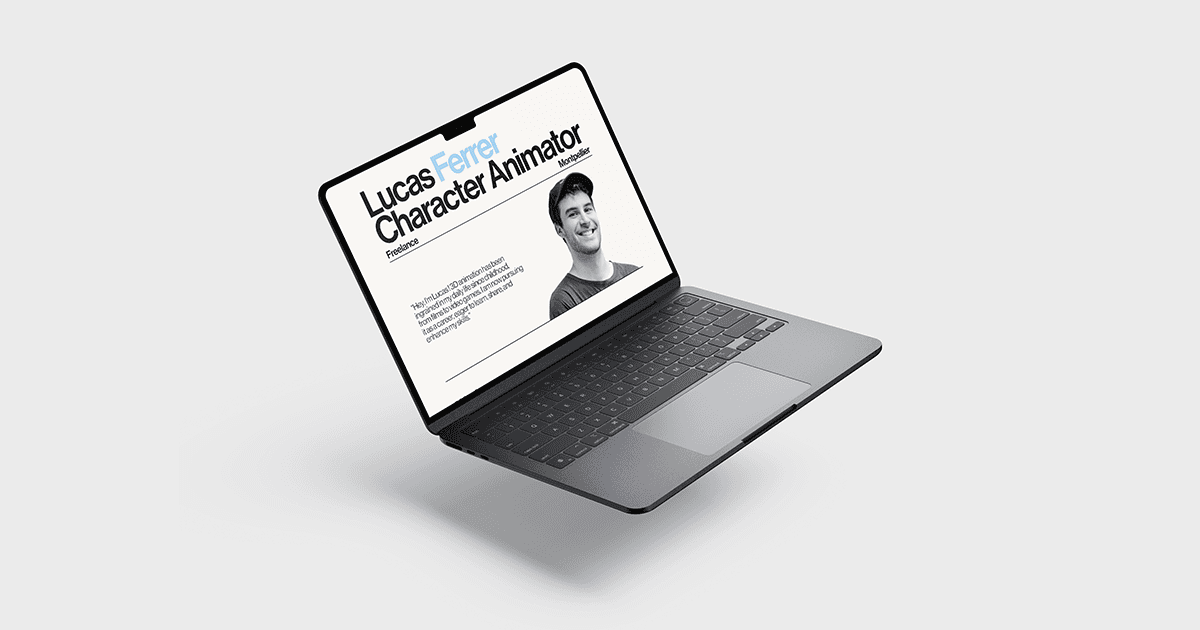 Lucas Ferrer
Character Animator
Freelance
Montpellier
"Hey, I'm Lucas! 3D animation has been
ingrained in my daily life since childhood,
from films to video games. I am now pursuing
it as a career, eager to learn, share, and
enhance my skills."